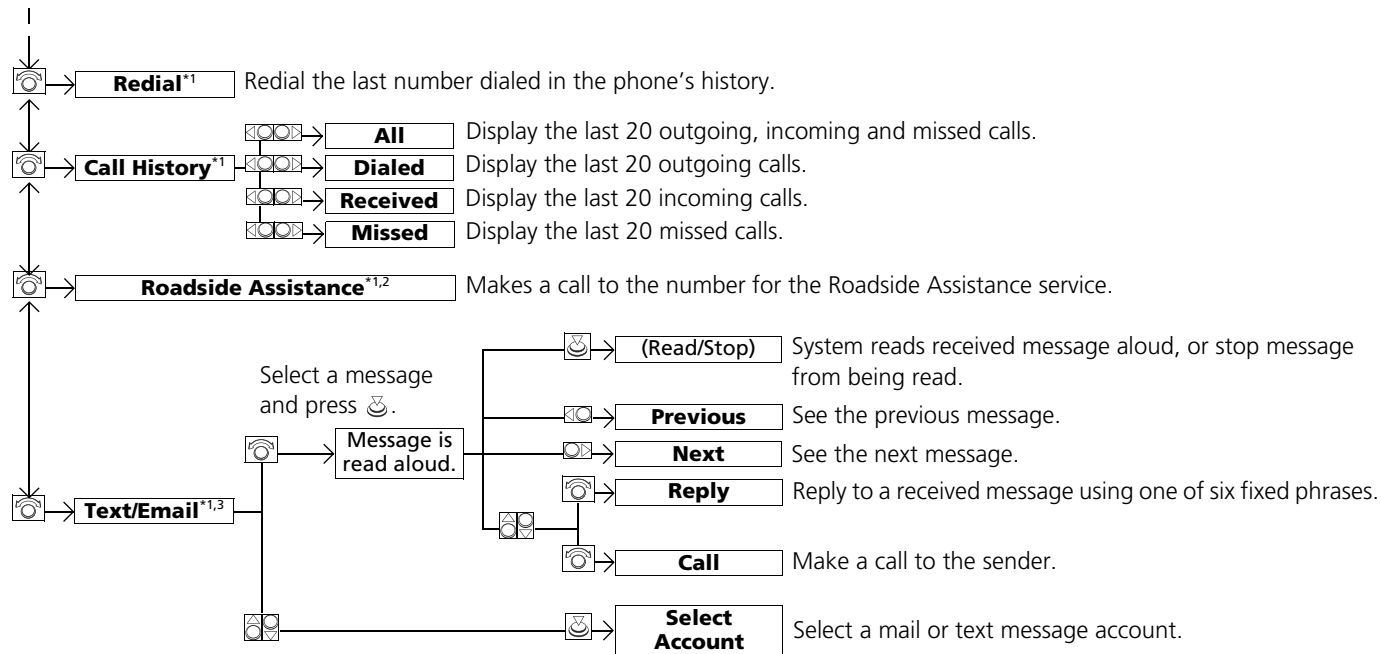 Redial*1 Redial the last number dialed in the phone’s history.
All Display the last 20 outgoing, incoming and missed calls.
Call History*1 Dialed Display the last 20 outgoing calls.
Received Display the last 20 incoming calls.
Missed Display the last 20 missed calls.
Roadside Assistance*1,2 Makes a call to the number for the Roadside Assistance service.
(Read/Stop) System reads received message aloud, or stop message
from being read.
Select a message
and press .
Previous See the previous message.
Message is
read aloud.
Next See the next message.
Reply Reply to a received message using one of six fixed phrases.
Text/Email*1,3
Call Make a call to the sender.
Select
Account
Select a mail or text message account.